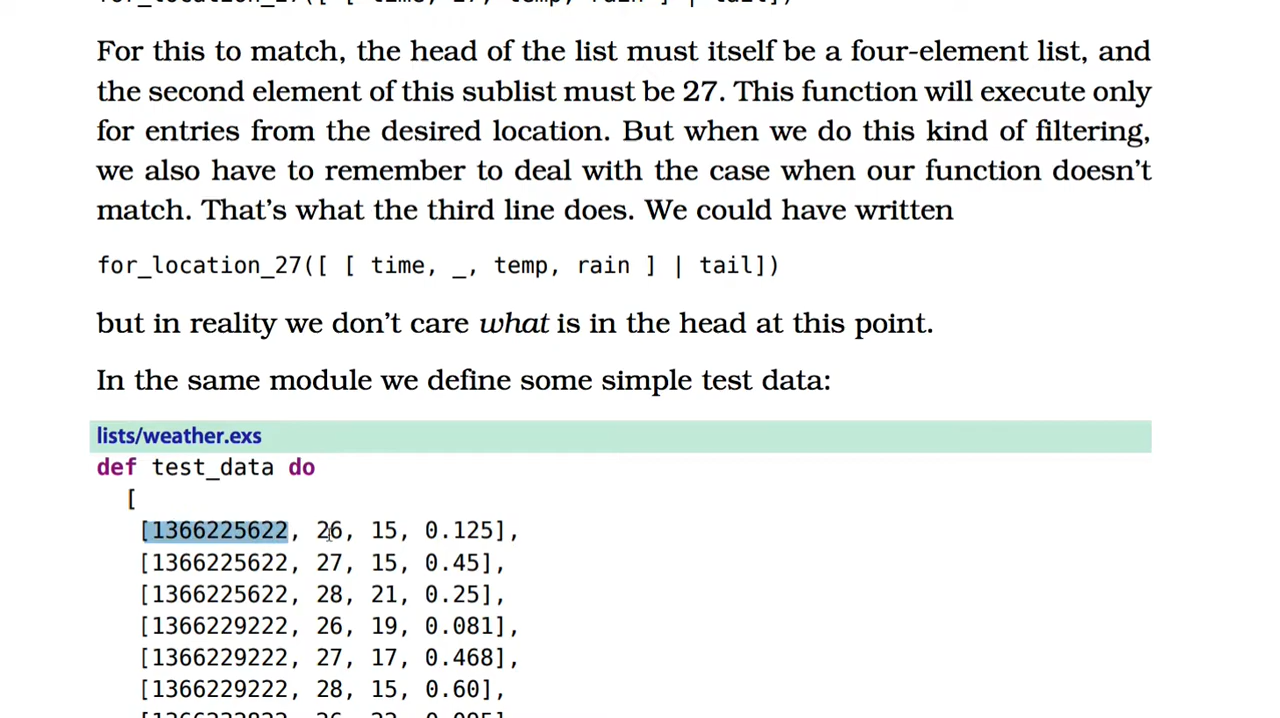 for_location_27([ [ time, 27, temp, rain ] | tail])
For this to match, the head of the list must itself be a four-element list, and
the second element of this sublist must be 27. This function will execute only
for entries from the desired location. But when we do this kind of filtering,
we also have to remember to deal with the case when our function doesn’t
match. That’s what the third line does. We could have written
for_location_27([ [ time, _, temp, rain ] | tail])
but in reality we don’t care what is in the head at this point.
In the same module we define some simple test data:
lists/weather.exs
def test_data do
[
[1366225622, 26, 15, 0.125],
[1366225622, 27, 15, 0.45],
[1366225622, 28, 21, 0.25],
[1366229222, 26, 19, 0.081],
[1366229222, 27, 17, 0.468],
[1366229222, 28, 15, 0.60],